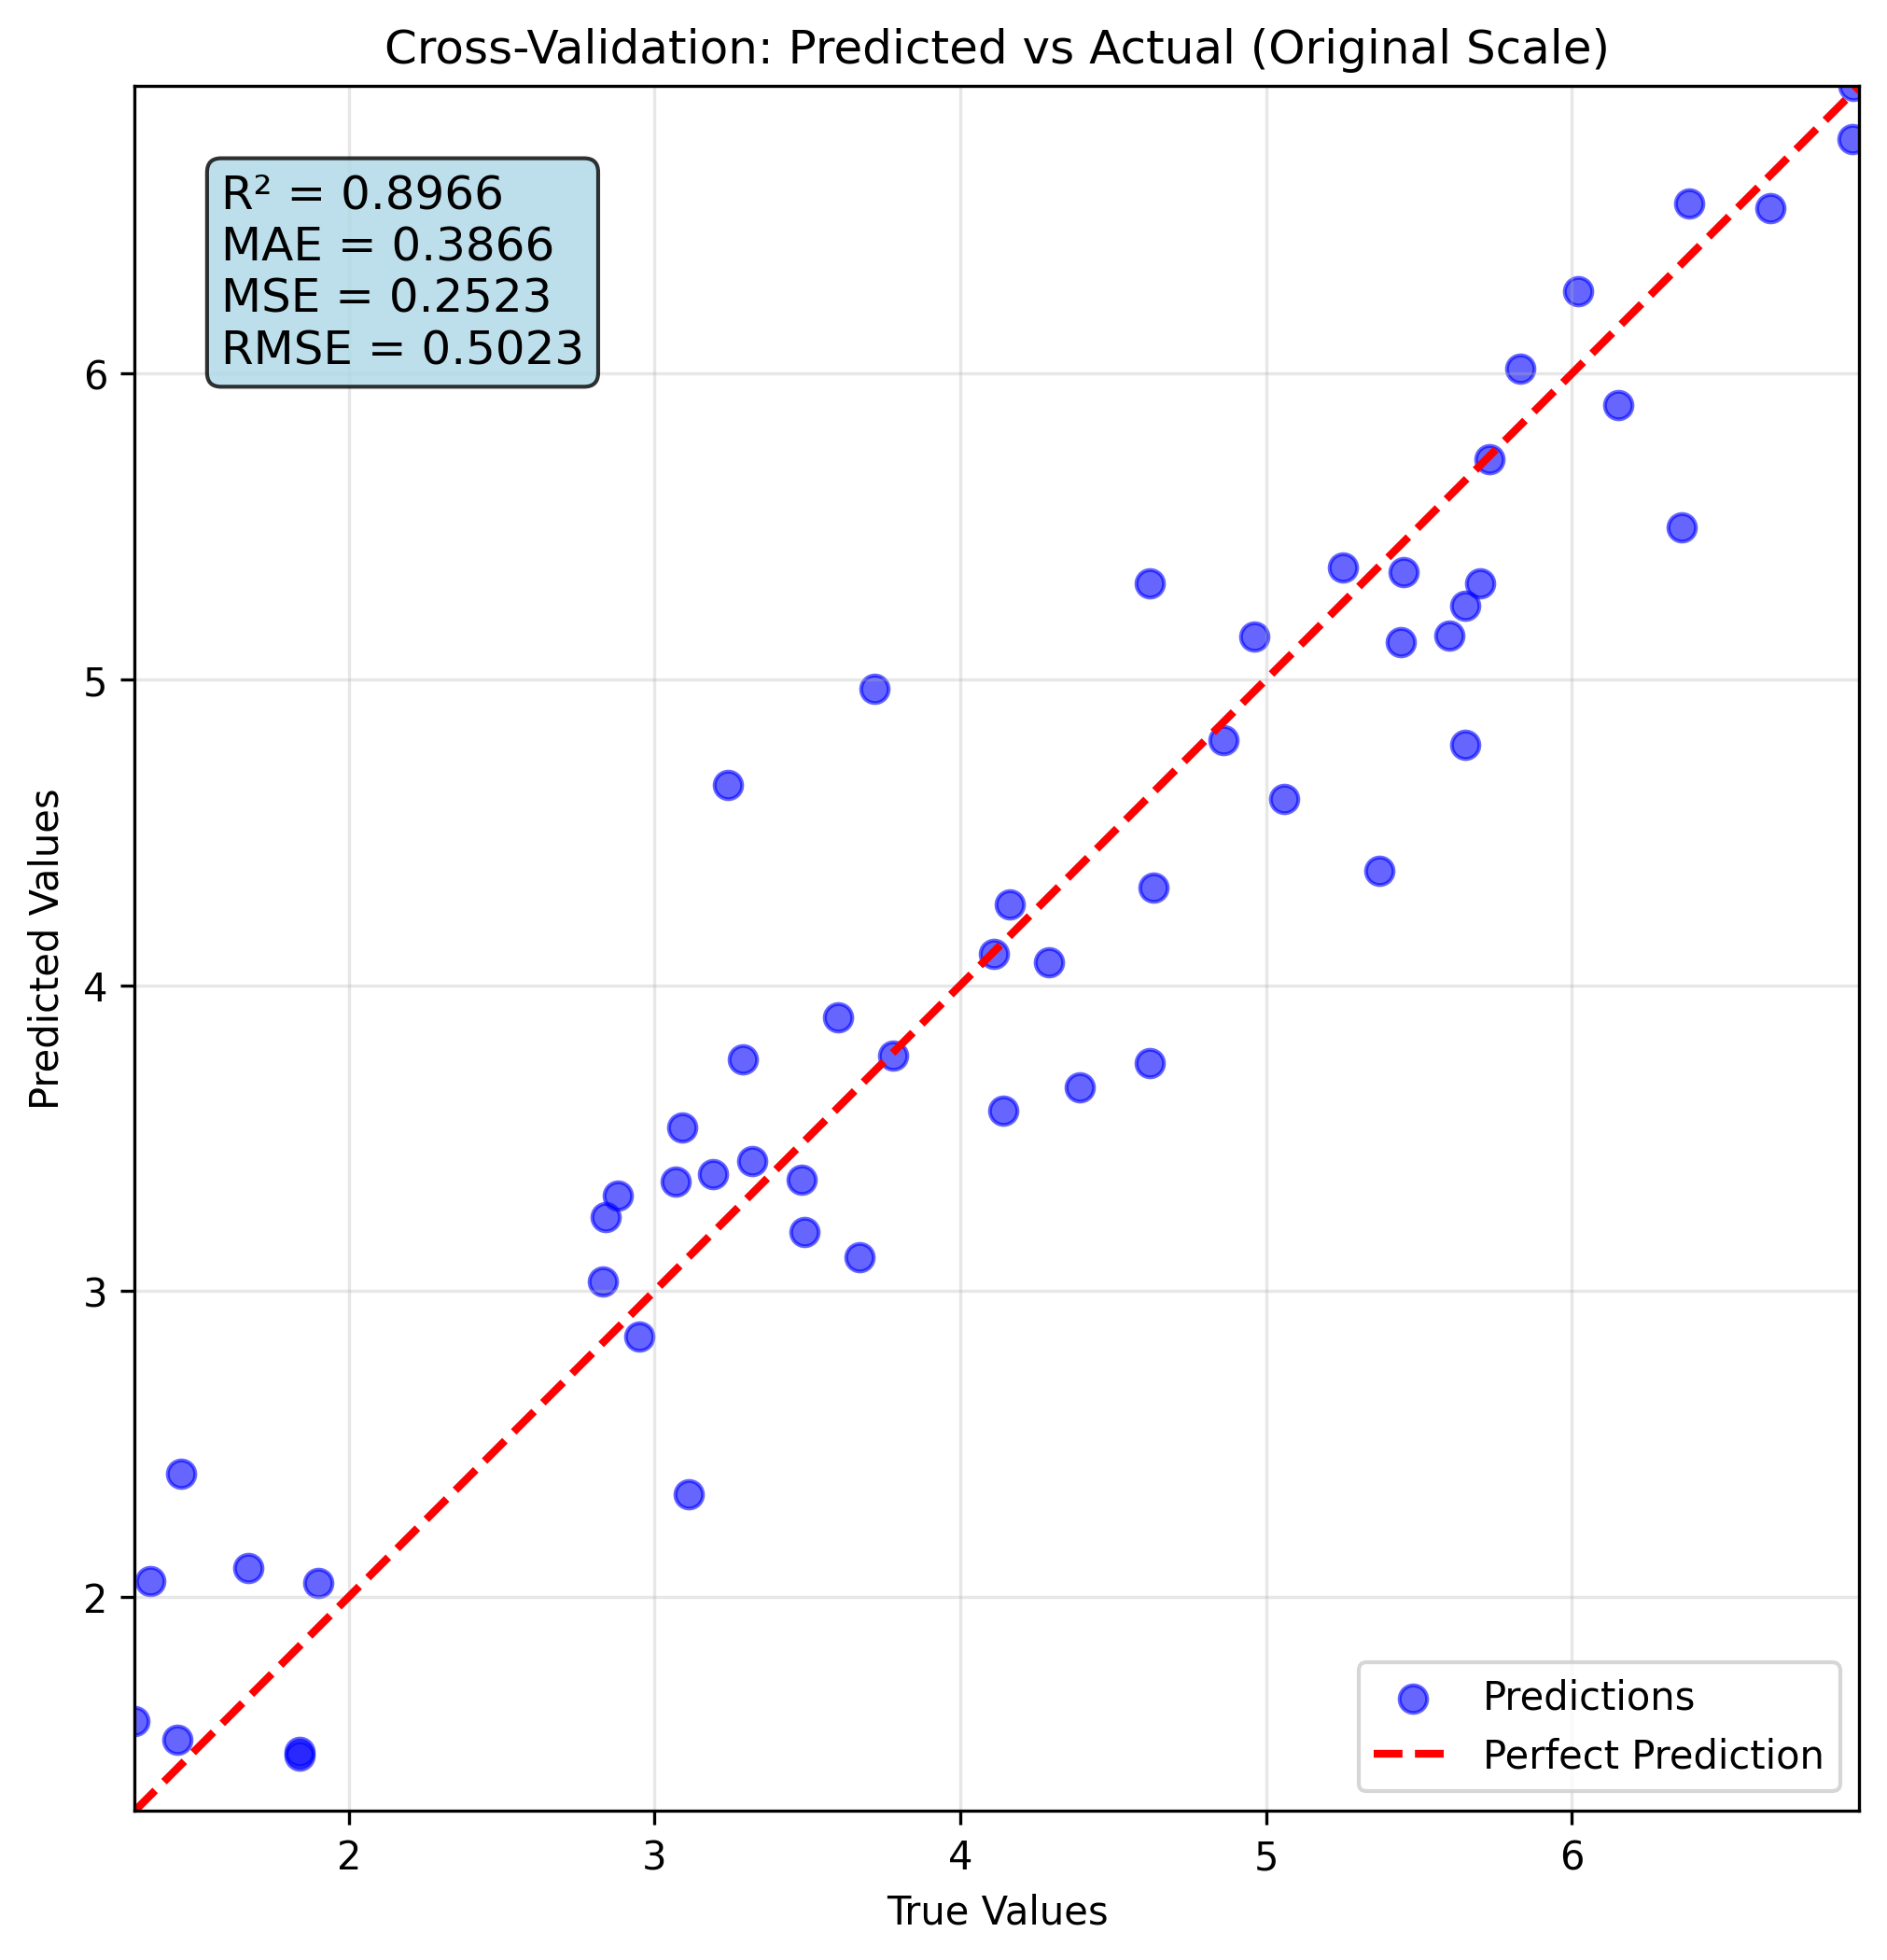 Cross-Validation: Predicted vs Actual (Original Scale)
R² = 0.8966
MAE = 0.3866
MSE = 0.2523
RMSE = 0.5023
Predicted Values
6
5
4
3
2
Predictions
Perfect Prediction
2 3 4 5 6
True Values